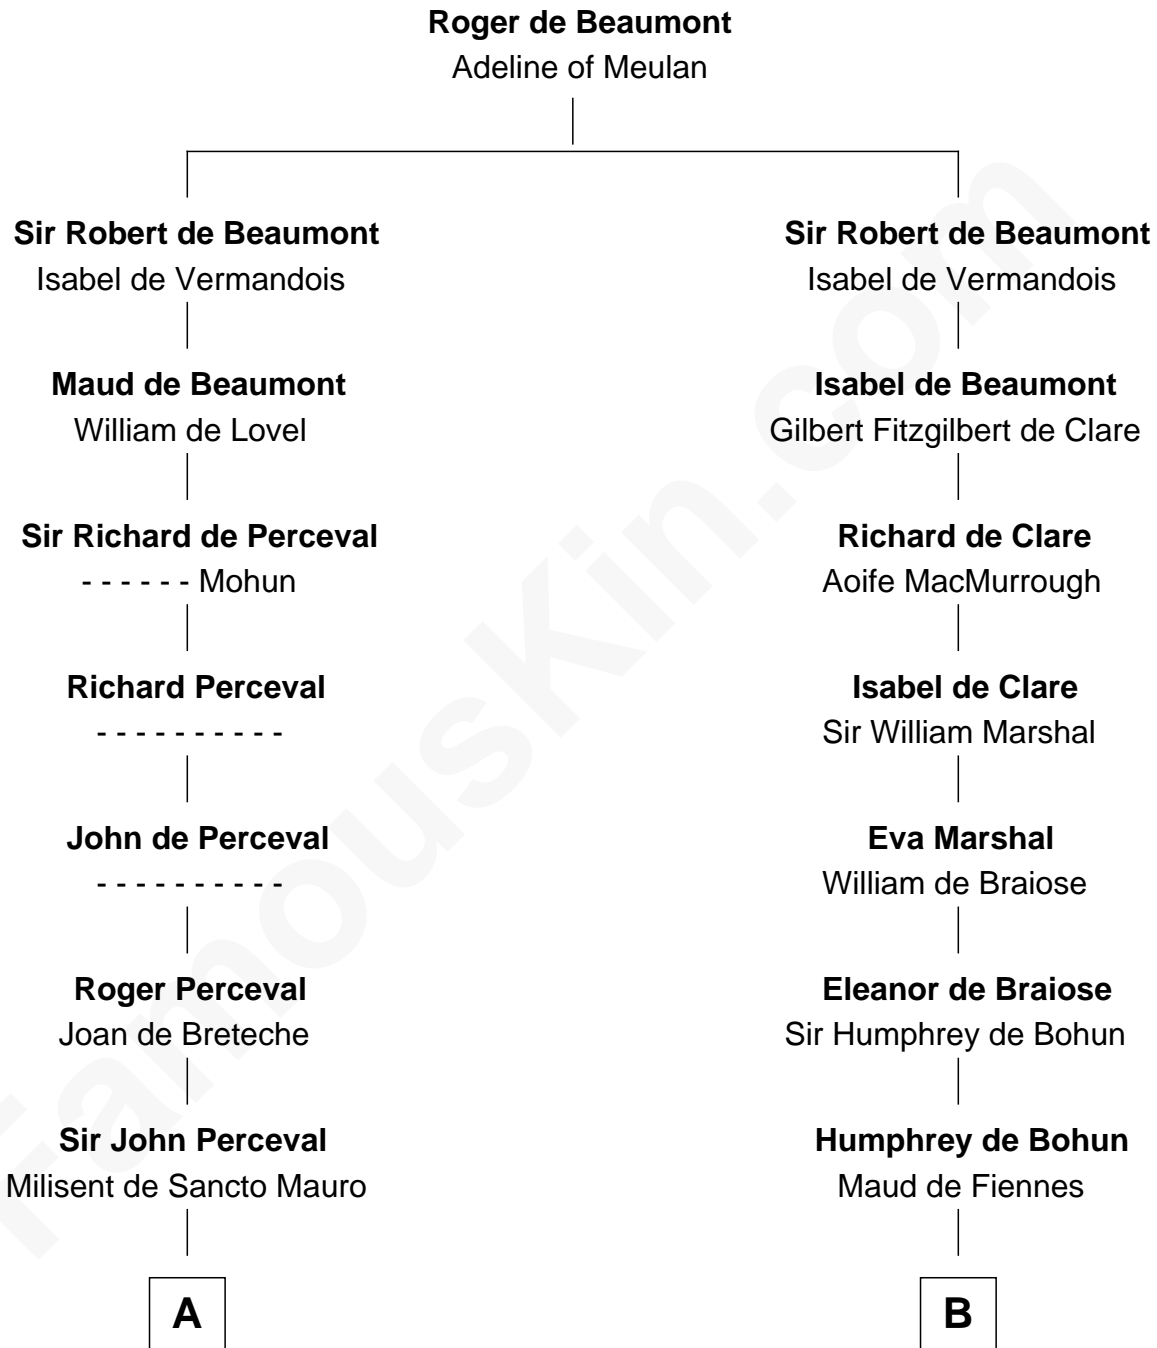 Roger de Beaumont
Adeline of Meulan
Sir Robert de Beaumont
Isabel de Vermandois
Maud de Beaumont
William de Lovel
Sir Richard de Perceval
- - - - - - Mohun
Richard Perceval
- - - - - - - - - -
John de Perceval
- - - - - - - - - -
Roger Perceval
Joan de Breteche
Sir John Perceval
Milisent de Sancto Mauro
A
Sir Robert de Beaumont
Isabel de Vermandois
Isabel de Beaumont
Gilbert Fitzgilbert de Clare
Richard de Clare
Aoife MacMurrough
Isabel de Clare
Sir William Marshal
Eva Marshal
William de Braiose
Eleanor de Braiose
Sir Humphrey de Bohun
Humphrey de Bohun
Maud de Fiennes
B
FamousKin.com